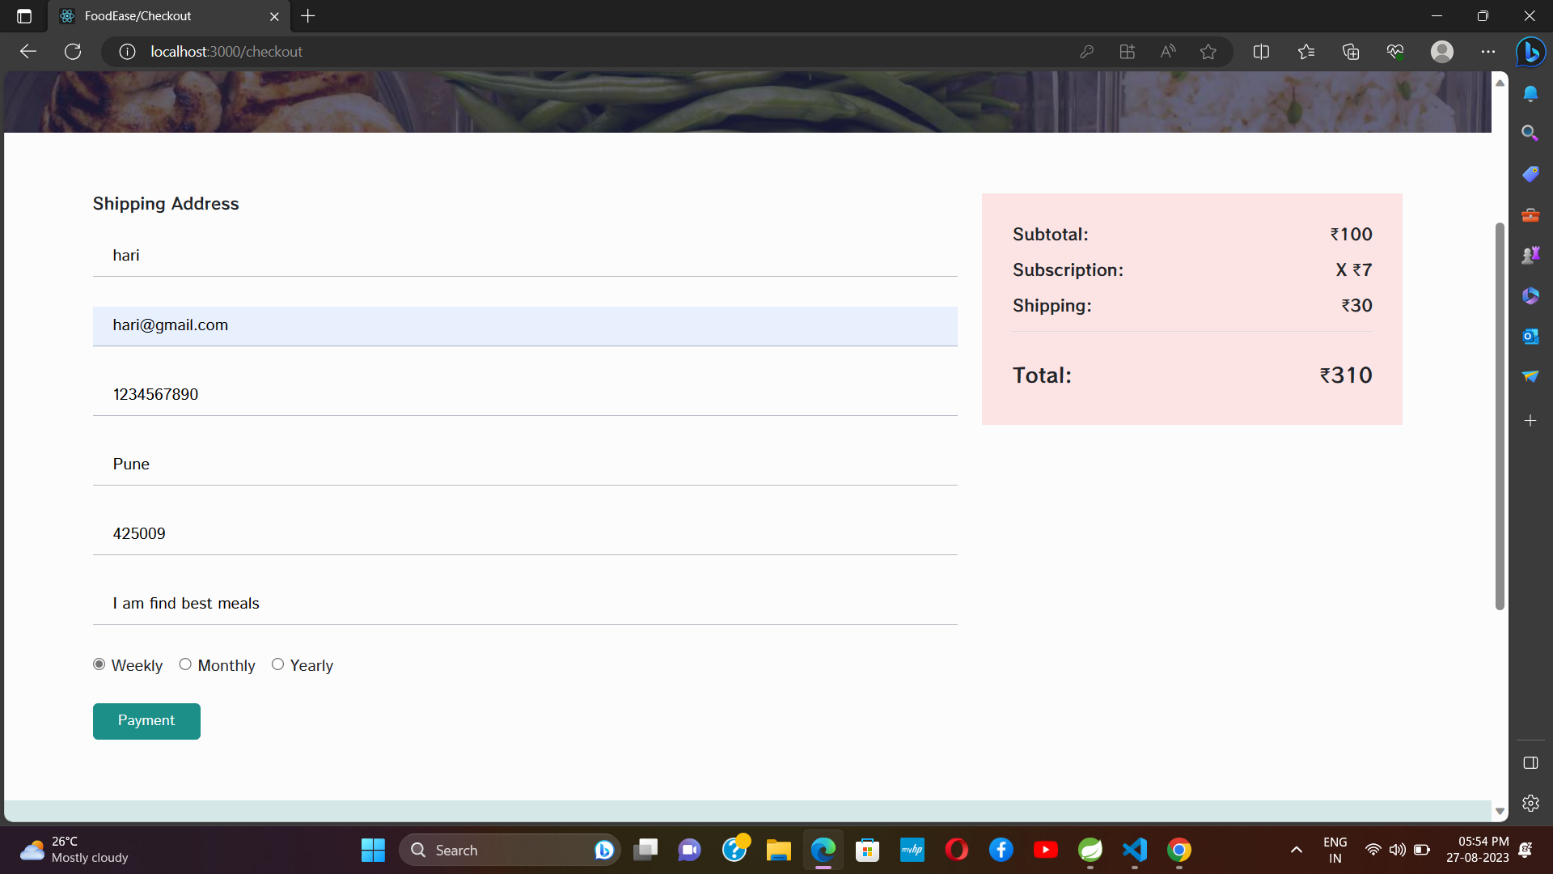 FoodEase/Checkout
localhost:3000/checkout
Shipping Address
hari
hari@gmail.com
1234567890
Pune
425009
I am find best meals
Weekly Monthly Yearly
Payment
Subtotal: ₹100
Subscription: X ₹7
Shipping: ₹30
Total: ₹310
26°C
Mostly cloudy
Search
myhp
ENG
IN
05:54 PM
27-08-2023